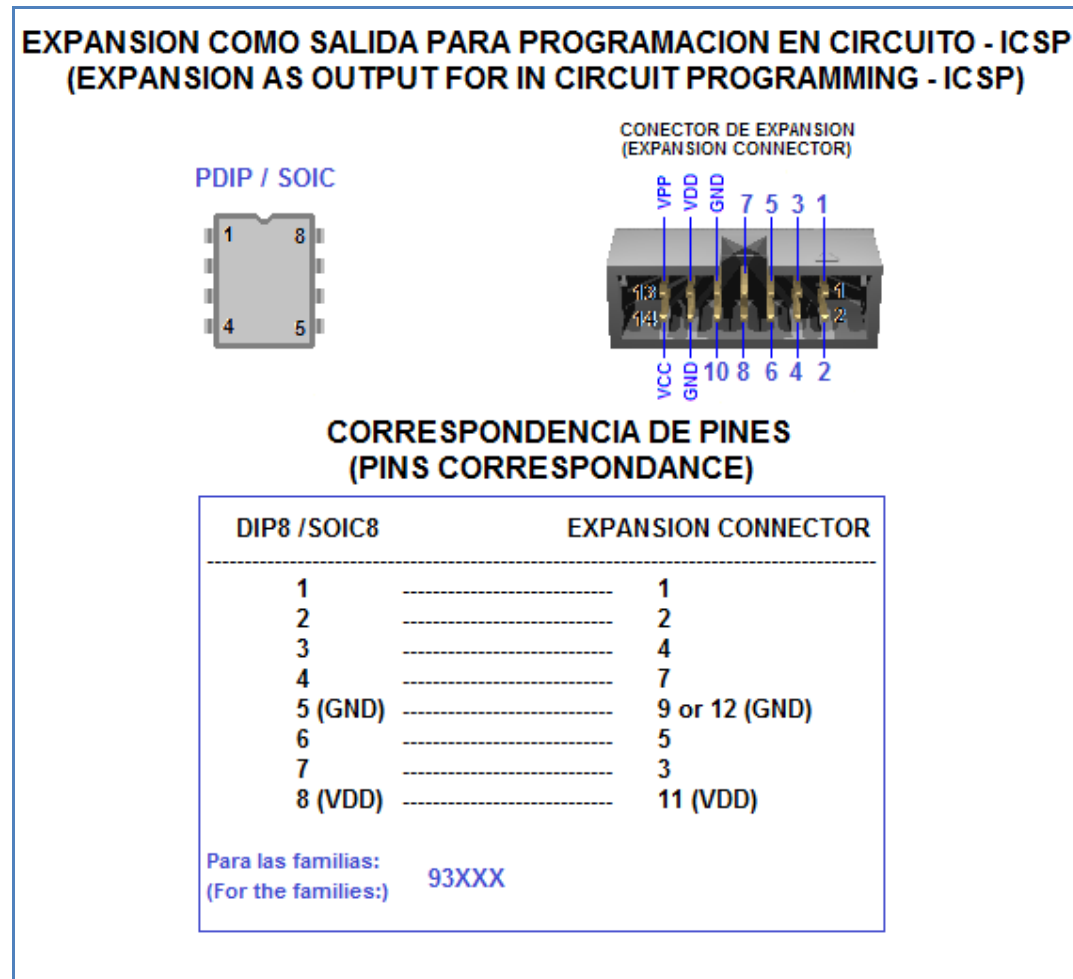 EXPANSION COMO SALIDA PARA PROGRAMACION EN CIRCUITO - ICSP
(EXPANSION AS OUTPUT FOR IN CIRCUIT PROGRAMMING - ICSP)
CONECTOR DE EXPANSION
(EXPANSION CONNECTOR)
PDIP / SOIC
VPP VDD GND 7 5 3 1
1 8
4 5
13 1
14 2
VCC GND 10 8 6 4 2
CORRESPONDENCIA DE PINES
(PINS CORRESPONDANCE)
DIP8 /SOIC8 EXPANSION CONNECTOR
1 ---------------------------- 1
2 ---------------------------- 2
3 ---------------------------- 4
4 ---------------------------- 7
5 (GND) ---------------------------- 9 or 12 (GND)
6 ---------------------------- 5
7 ---------------------------- 3
8 (VDD) ---------------------------- 11 (VDD)
Para las familias:
(For the families:) 93XXX